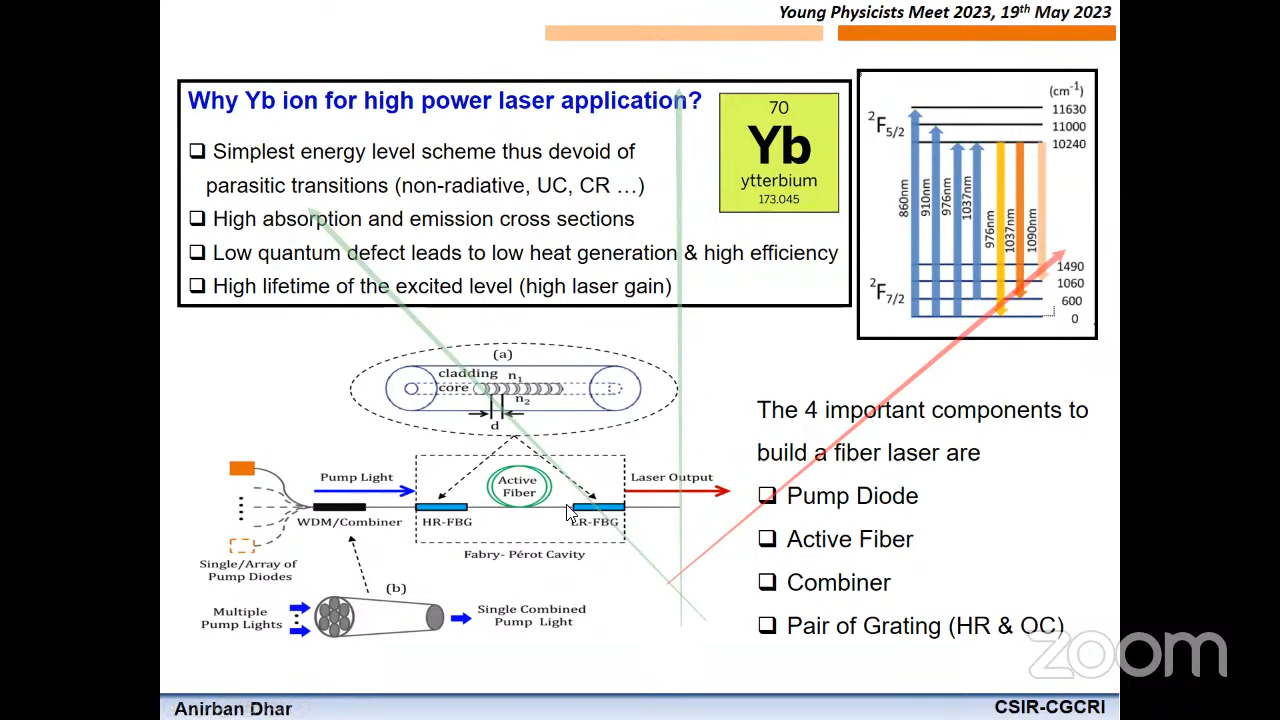 Young Physicists Meet 2023, 19th May 2023
Why Yb ion for high power laser application?
❑ Simplest energy level scheme thus devoid of
parasitic transitions (non-radiative, UC, CR …)
❑ High absorption and emission cross sections
❑ Low quantum defect leads to low heat generation & high efficiency
❑ High lifetime of the excited level (high laser gain)
70
Yb
ytterbium
173.045
(cm-1)
11630
11000
10240
2F5/2
860nm
910nm
976nm
1037nm
976nm
1037nm
1090nm
1490
1060
600
0
2F7/2
(a)
cladding
core
n1
n2
d
Pump Light
Active
Fiber
Laser Output
WDM/Combiner
HR-FBG
LR-FBG
Fabry- Pérot Cavity
Single/Array of
Pump Diodes
(b)
Multiple
Pump Lights
Single Combined
Pump Light
The 4 important components to
build a fiber laser are
❑ Pump Diode
❑ Active Fiber
❑ Combiner
❑ Pair of Grating (HR & OC)
zoom
Anirban Dhar
CSIR-CGCRI